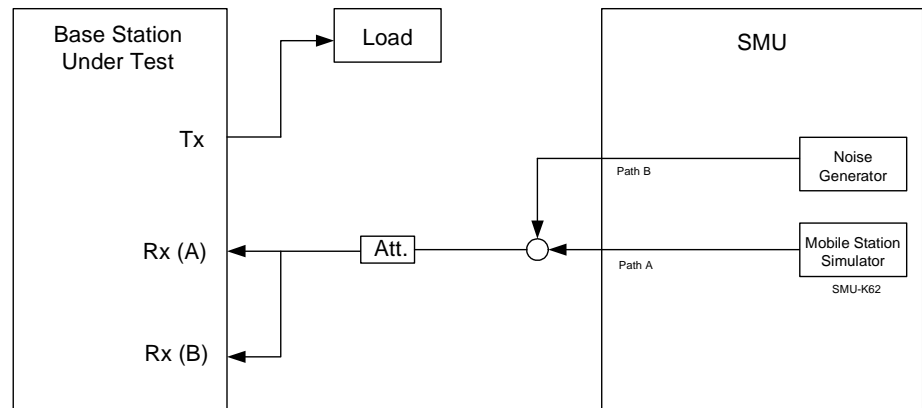 Base Station
Under Test
Load
SMU
Tx
Noise
Generator
Path B
Rx (A)
Att.
Mobile Station
Simulator
Path A
SMU-K62
Rx (B)